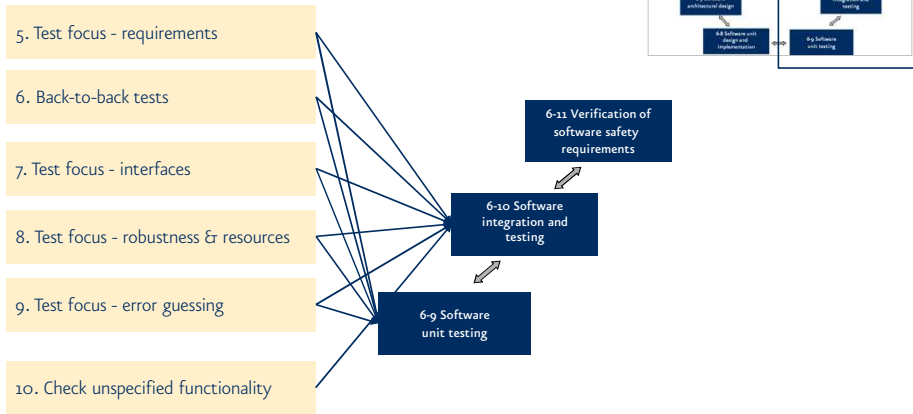 architectural design
integration and
testing
6-8 Software unit
design and
implementation
6-9 Software
unit testing
5. Test focus - requirements
6. Back-to-back tests
7. Test focus - interfaces
8. Test focus - robustness & resources
9. Test focus - error guessing
10. Check unspecified functionality
6-11 Verification of
software safety
requirements
6-10 Software
integration and
testing
6-9 Software
unit testing